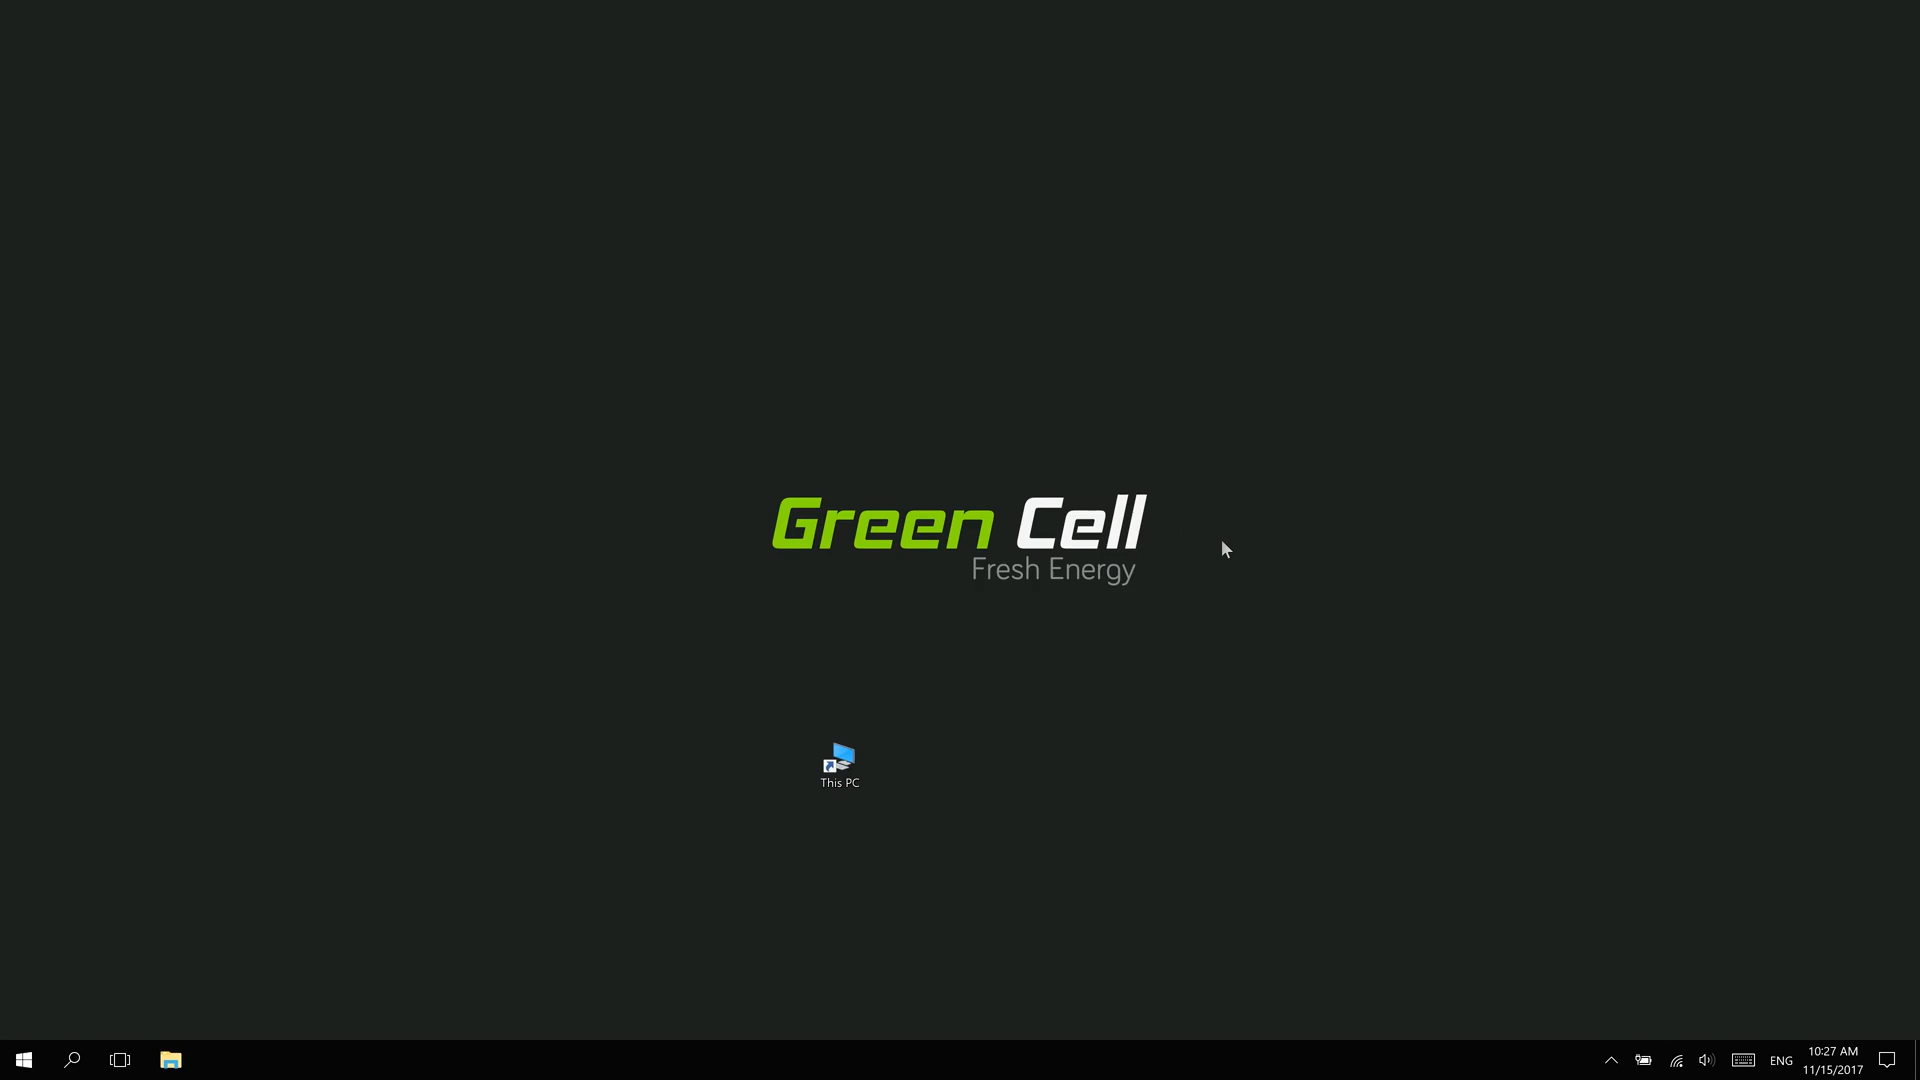 Green Cell
Fresh Energy
This PC
ENG
10:27 AM
11/15/2017